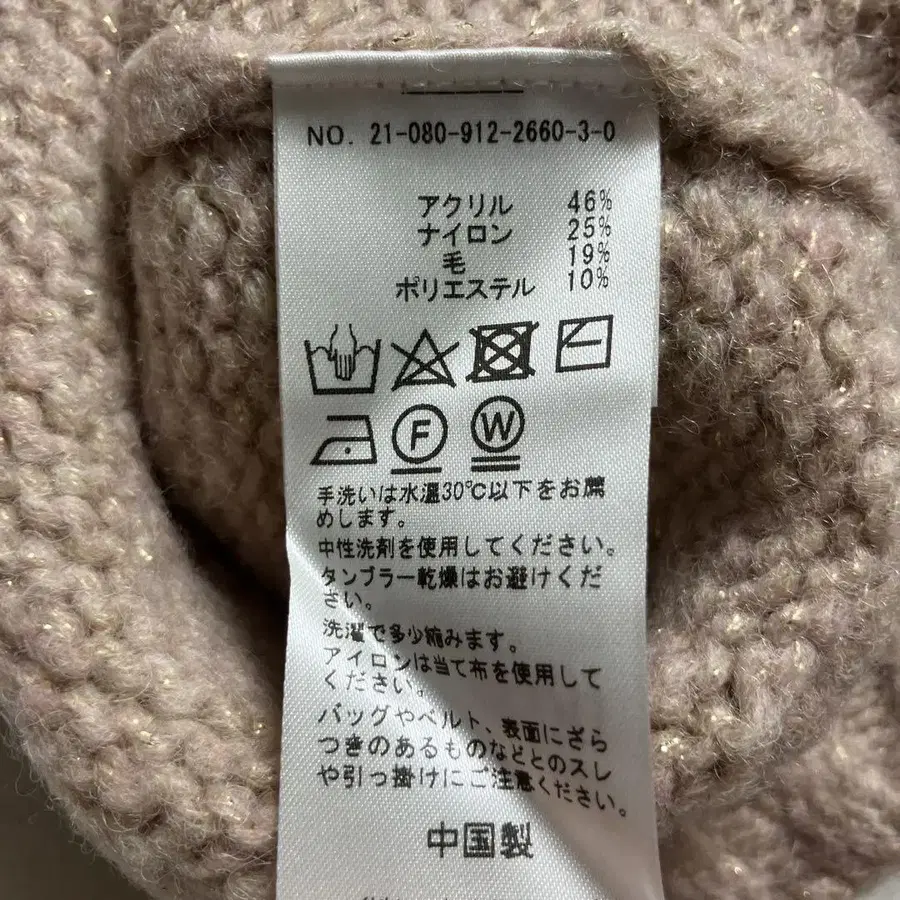 NO. 21-080-912-2660-3-0
アクリル 46%
ナイロン 25%
毛 19%
ポリエステル 10%
F W
手洗いは水温30℃以下をお薦
めします。
中性洗剤を使用してください。
タンブラー乾燥はお避けくだ
さい。
洗濯で多少縮みます。
アイロンは当て布を使用して
ください。
バッグやベルト、表面にざら
つきのあるものなどとのスレ
や引っ掛けにご注意ください。
中国製